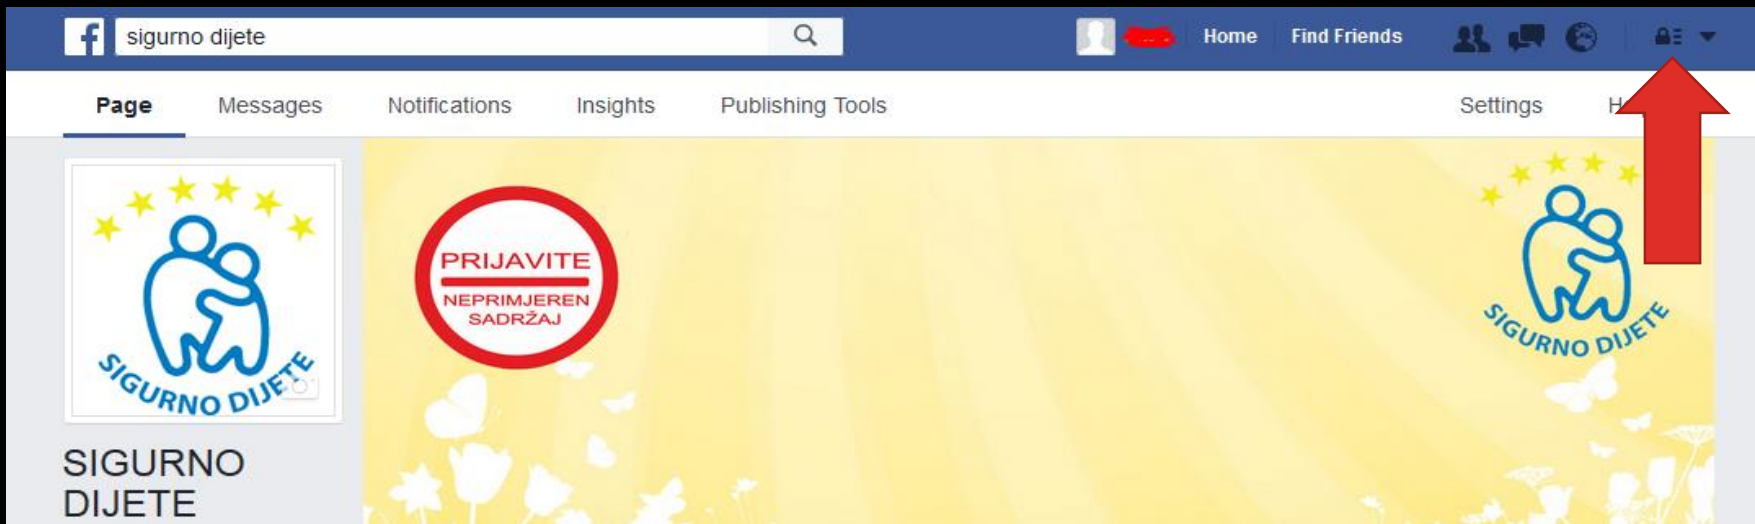 sigurno dijete
Home
Find Friends
Page
Messages
Notifications
Insights
Publishing Tools
Settings
SIGURNO DIJETE
PRIJAVITE
NEPRIMJEREN
SADRŽAJ
SIGURNO DIJETE
SIGURNO
DIJETE